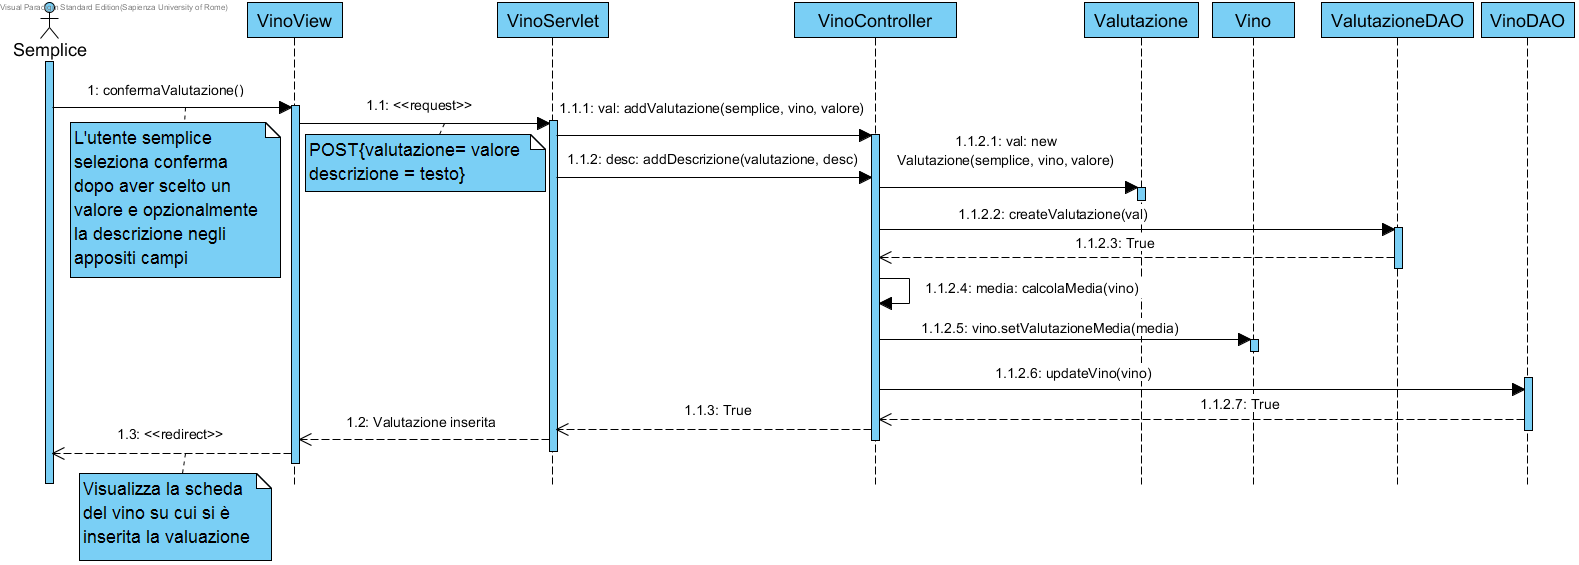 Visual Paradigm Standard Edition(Sapienza University of Rome)
Semplice
VinoView
VinoServlet
VinoController
Valutazione
Vino
ValutazioneDAO
VinoDAO
1: confermaValutazione()
L'utente semplice
seleziona conferma
dopo aver scelto un
valore e opzionalmente
la descrizione negli
appositi campi
1.1: <<request>>
POST{valutazione= valore
descrizione = testo}
1.1.1: val: addValutazione(semplice, vino, valore)
1.1.2: desc: addDescrizione(valutazione, desc)
1.1.2.1: val: new
Valutazione(semplice, vino, valore)
1.1.2.2: createValutazione(val)
1.1.2.3: True
1.1.2.4: media: calcolaMedia(vino)
1.1.2.5: vino.setValutazioneMedia(media)
1.1.2.6: updateVino(vino)
1.1.2.7: True
1.1.3: True
1.2: Valutazione inserita
1.3: <<redirect>>
Visualizza la scheda
del vino su cui si è
inserita la valuazione